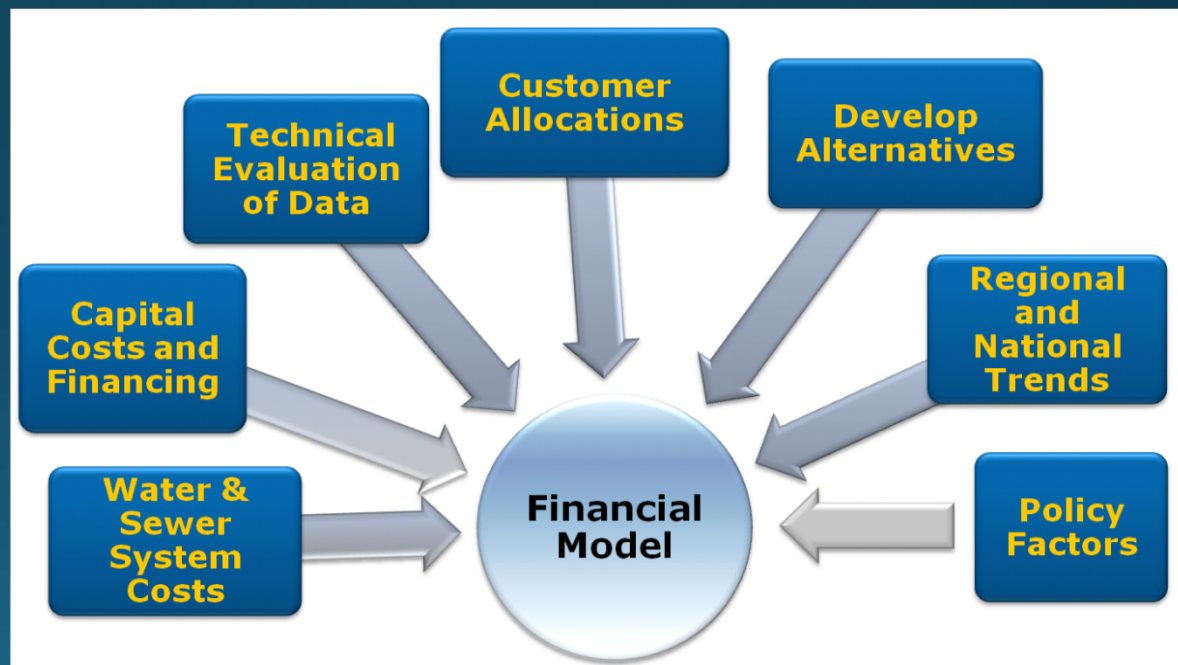 Customer
Allocations
Technical
Evaluation
of Data
Develop
Alternatives
Capital
Costs and
Financing
Regional
and
National
Trends
Water &
Sewer
System
Costs
Financial
Model
Policy
Factors